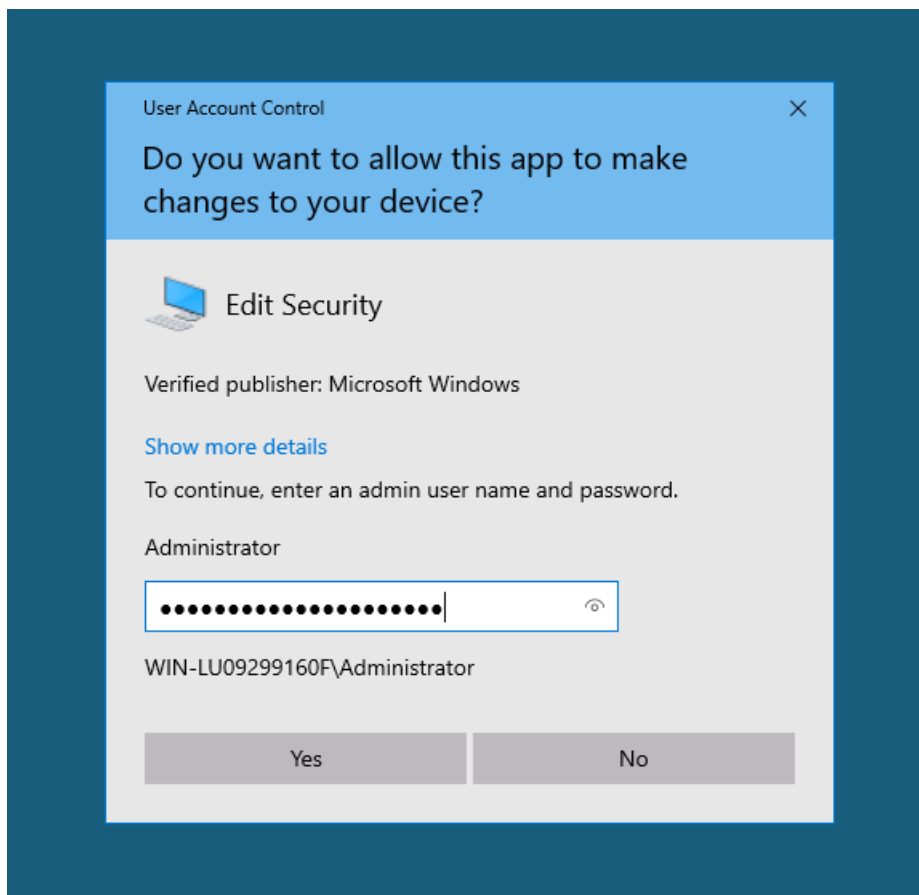 User Account Control
Do you want to allow this app to make
changes to your device?
Edit Security
Verified publisher: Microsoft Windows
Show more details
To continue, enter an admin user name and password.
Administrator
●●●●●●●●●●●●●●●●●●●●●
WIN-LU09299160F\Administrator
Yes No